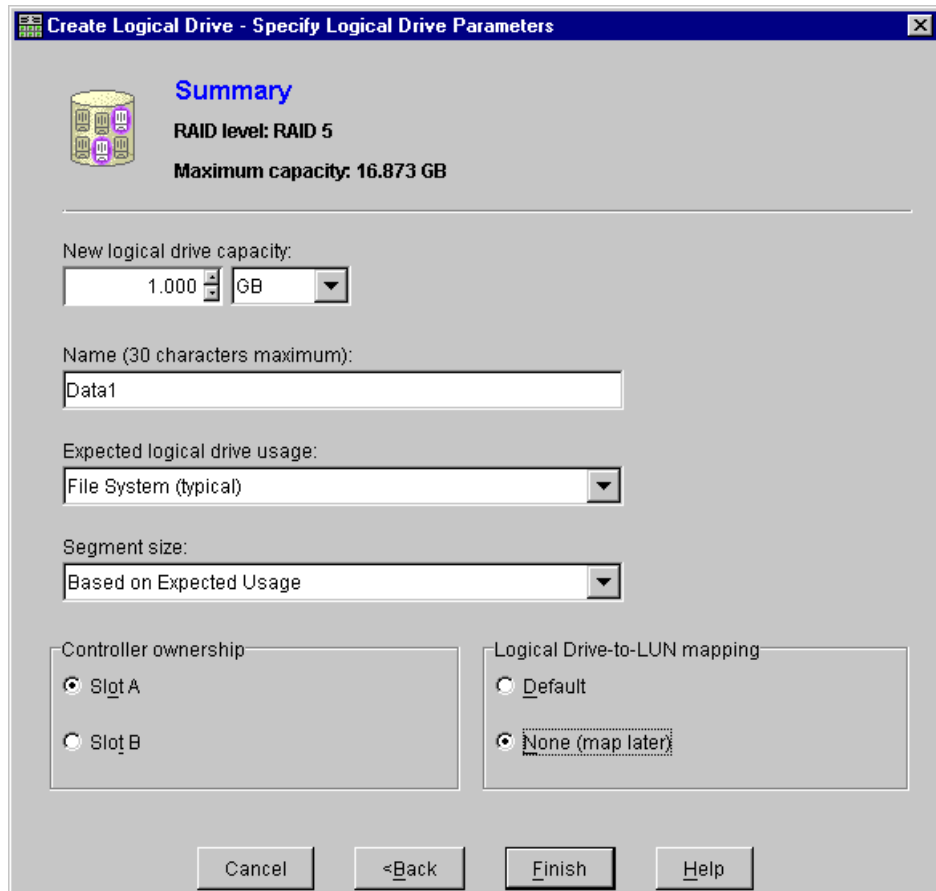 Create Logical Drive - Specify Logical Drive Parameters
Summary
RAID level: RAID 5
Maximum capacity: 16.873 GB
New logical drive capacity:
1.000 GB
Name (30 characters maximum):
Data1
Expected logical drive usage:
File System (typical)
Segment size:
Based on Expected Usage
Controller ownership
Slot A
Slot B
Logical Drive-to-LUN mapping
Default
None (map later)
Cancel <Back Finish Help